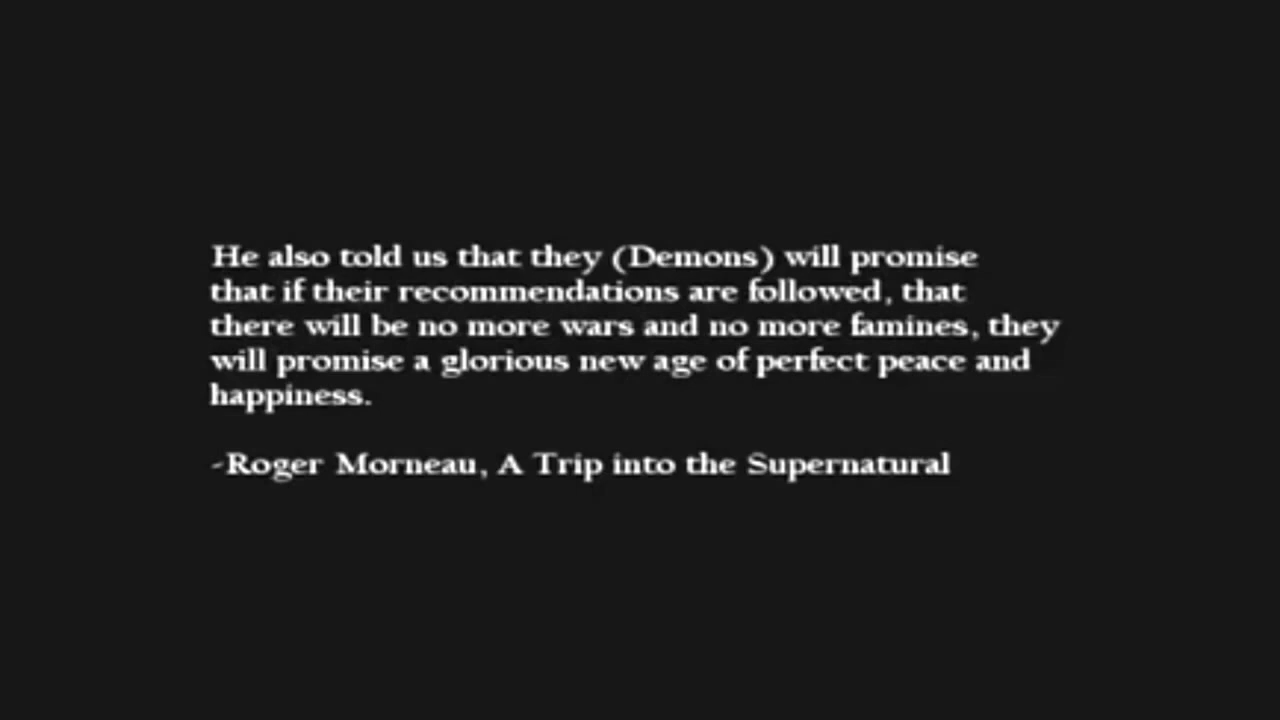 He also told us that they (Demons) will promise
that if their recommendations are followed, that
there will be no more wars and no more famines, they
will promise a glorious new age of perfect peace and
happiness.
-Roger Morneau, A Trip into the Supernatural